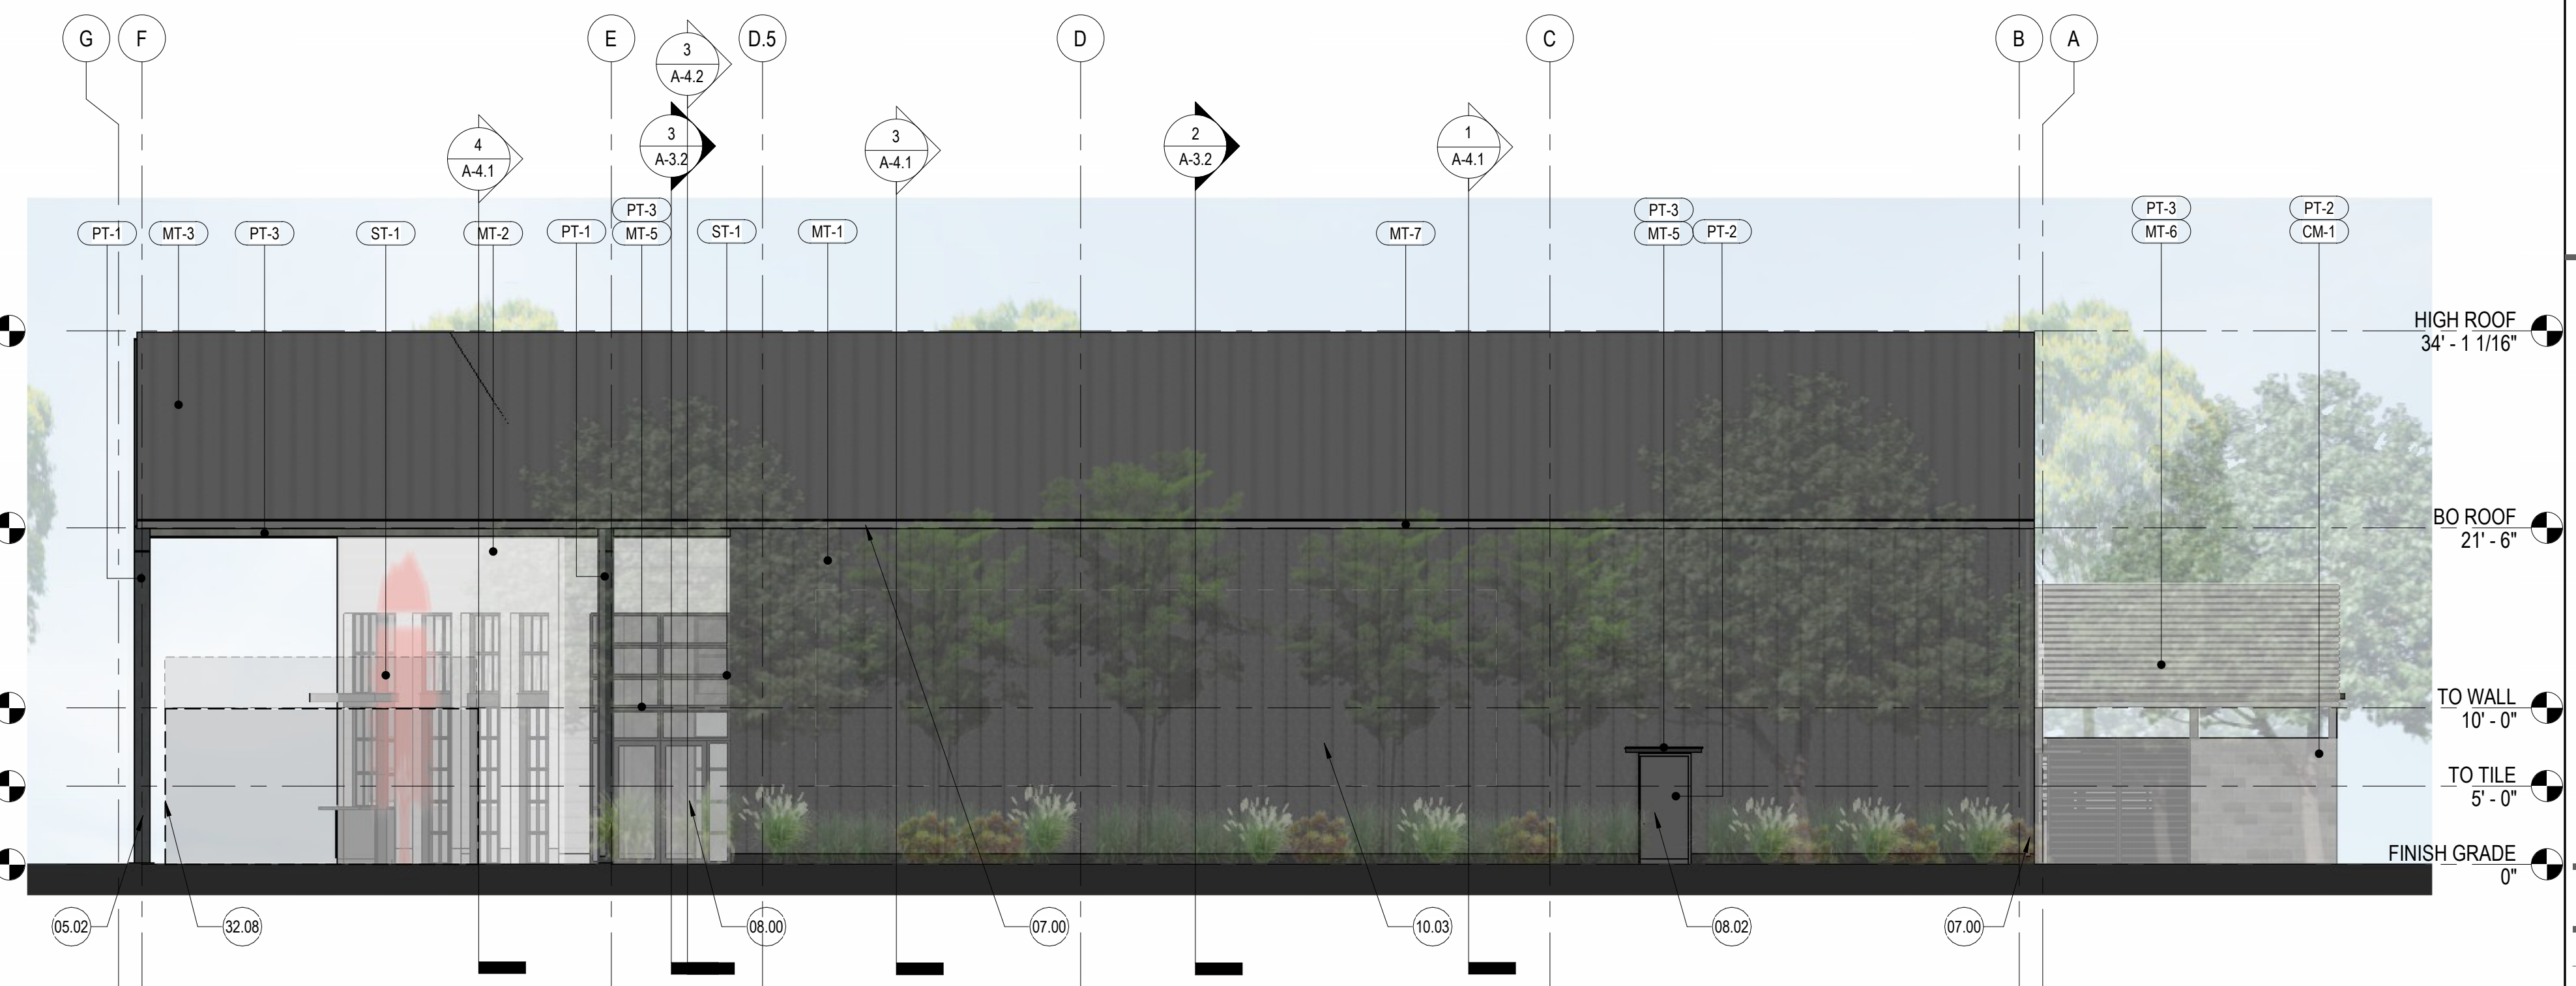 G
F
E
D.5
D
C
B
A
3
A-4.2
4
A-4.1
3
A-3.2
3
A-4.1
2
A-3.2
1
A-4.1
PT-1
MT-3
PT-3
ST-1
MT-2
PT-1
PT-3
MT-5
ST-1
MT-1
MT-7
PT-3
MT-5
PT-2
PT-3
MT-6
PT-2
CM-1
HIGH ROOF
34' - 1 1/16"
BO ROOF
21' - 6"
TO WALL
10' - 0"
TO TILE
5' - 0"
FINISH GRADE
0"
05.02
32.08
08.00
07.00
10.03
08.02
07.00